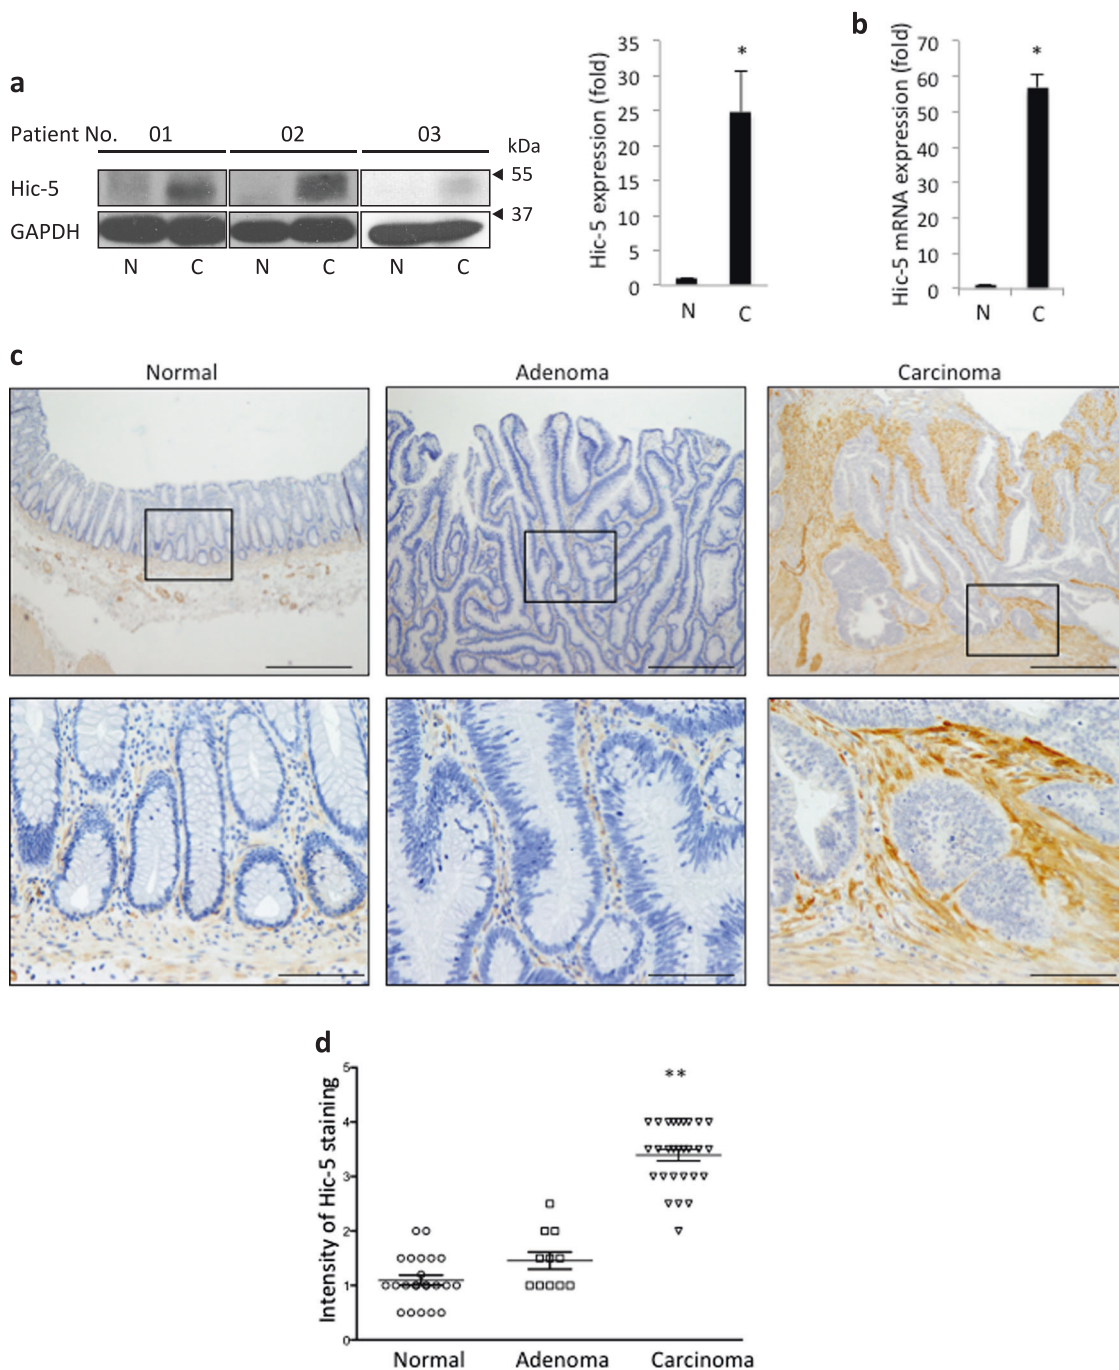 a
Patient No. 01 02 03
kDa
Hic-5
55
GAPDH
37
N C N C N C
Hic-5 expression (fold)
35
30
25
20
15
10
5
0
*
N C
b
Hic-5 mRNA expression (fold)
70
60
50
40
30
20
10
0
*
N C
c
Normal Adenoma Carcinoma
d
Intensity of Hic-5 staining
5
4
3
2
1
0
**
Normal Adenoma Carcinoma